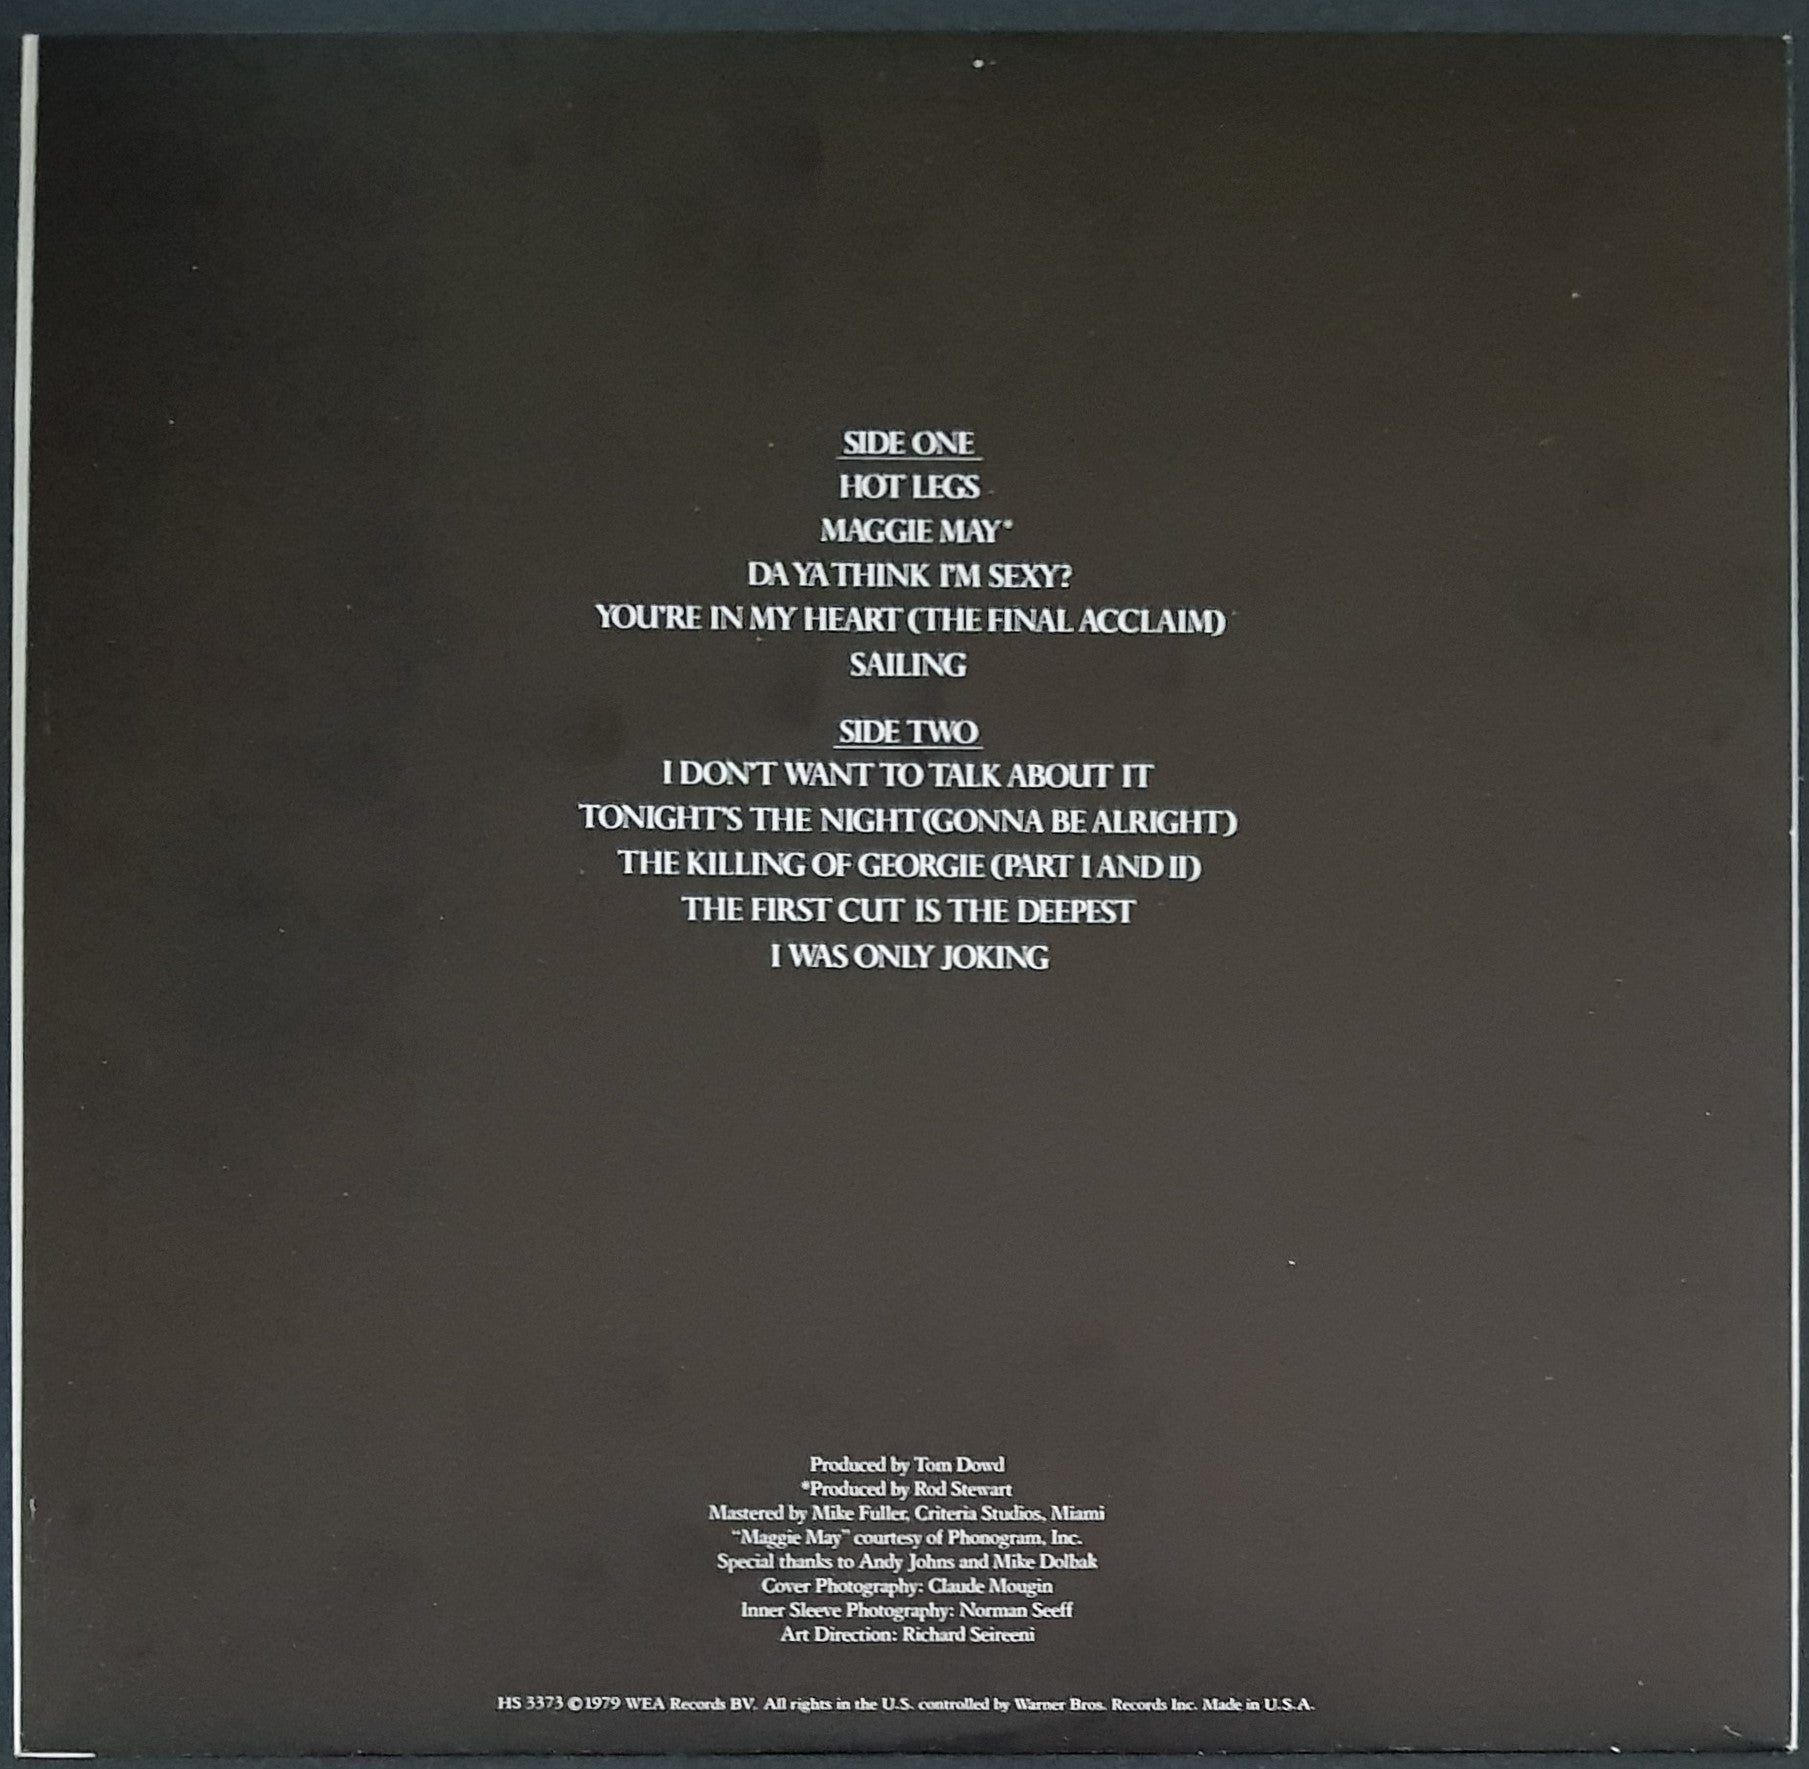 SIDE ONE
HOT LEGS
MAGGIE MAY*
DA YA THINK I'M SEXY?
YOU'RE IN MY HEART (THE FINAL ACCLAIM)
SAILING
SIDE TWO
I DON'T WANT TO TALK ABOUT IT
TONIGHT'S THE NIGHT (GONNA BE ALRIGHT)
THE KILLING OF GEORGIE (PART I AND II)
THE FIRST CUT IS THE DEEPEST
I WAS ONLY JOKING
Produced by Tom Dowd
*Produced by Rod Stewart
Mastered by Mike Fuller, Criteria Studios, Miami
"Maggie May" courtesy of Phonogram, Inc.
Special thanks to Andy Johns and Mike Dolbak
Cover Photography: Claude Mougin
Inner Sleeve Photography: Norman Seeff
Art Direction: Richard Seireeni
HS 3373 ©1979 WEA Records BV. All rights in the U.S. controlled by Warner Bros. Records Inc. Made in U.S.A.